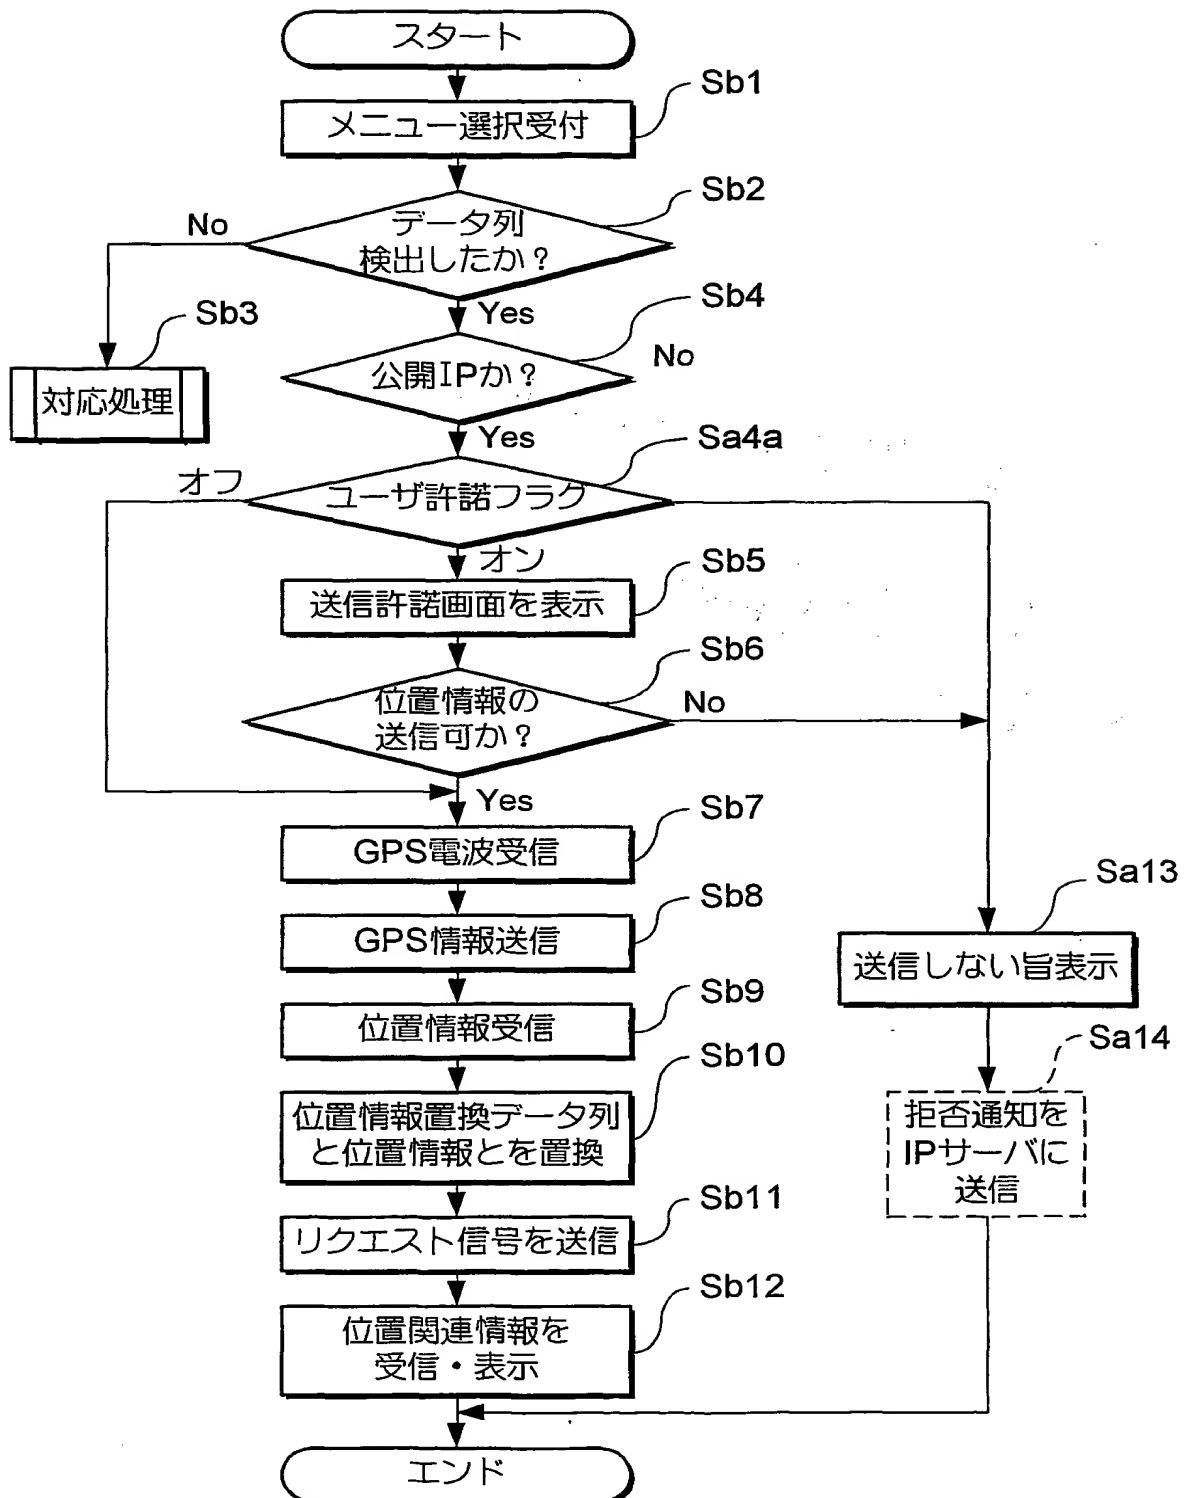 スタート
Sb1
メニュー選択受付
Sb2
No
データ列
検出したか？
Sb4
Yes
Sb3
No
公開IPか？
対応処理
Yes
Sa4a
オフ
ユーザ許諾フラグ
オン
Sb5
送信許諾画面を表示
Sb6
位置情報の
送信可か？
No
Yes
Sb7
GPS電波受信
Sa13
Sb8
GPS情報送信
送信しない旨表示
Sb9
位置情報受信
Sa14
Sb10
位置情報置換データ列
と位置情報とを置換
拒否通知を
IPサーバに
送信
Sb11
リクエスト信号を送信
Sb12
位置関連情報を
受信・表示
エンド